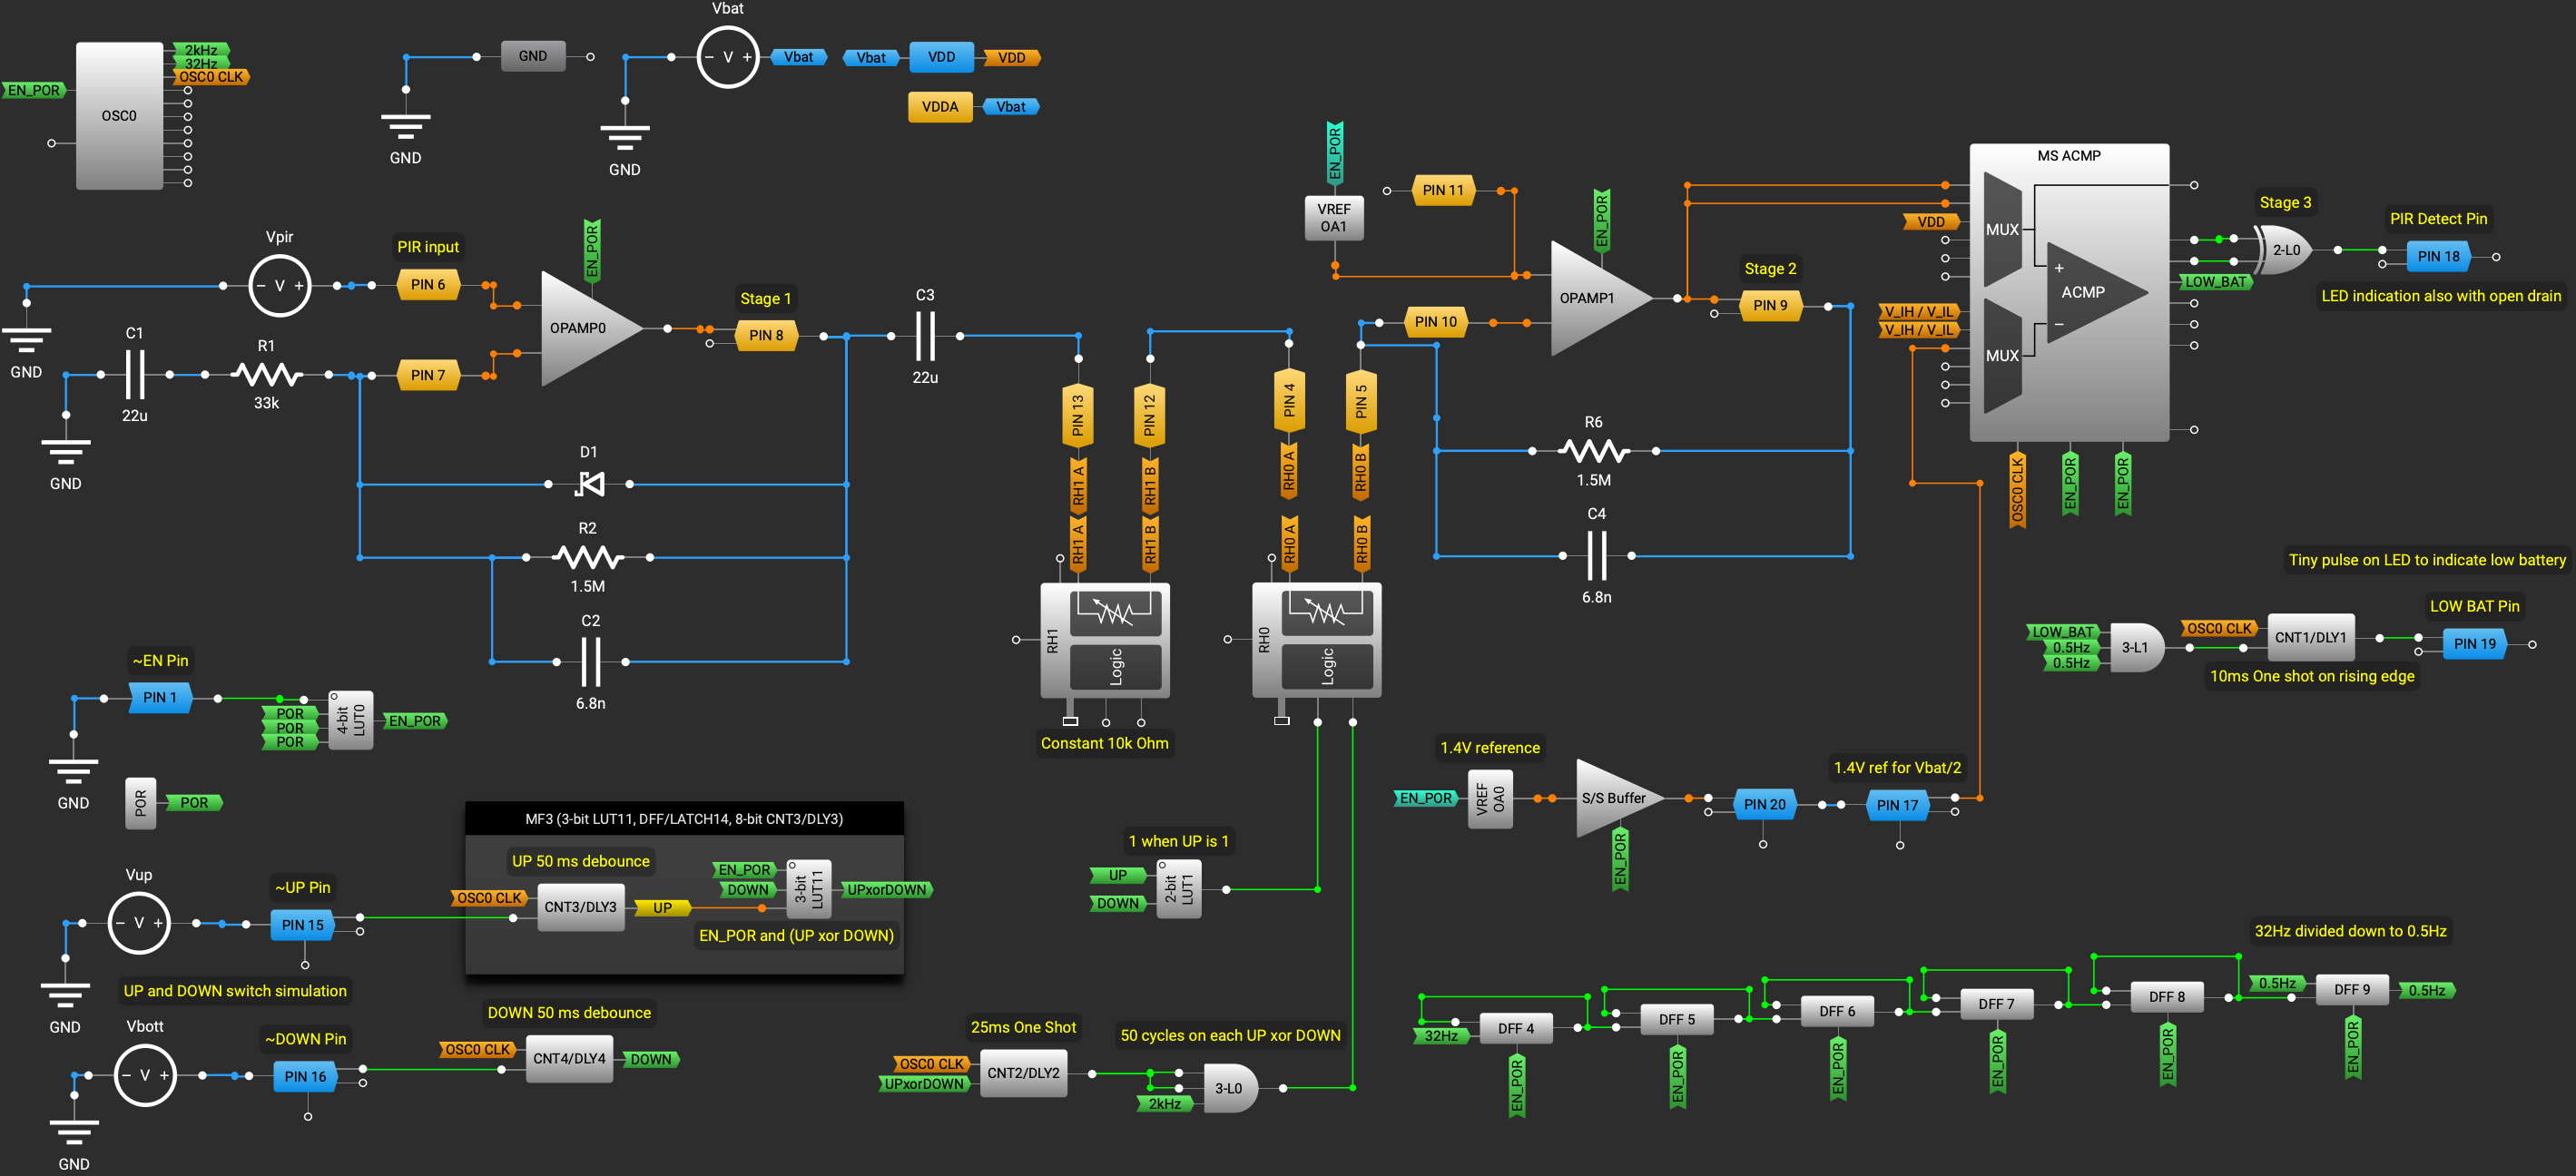 2kHz
32Hz
OSC0 CLK
EN_POR
OSC0
GND
GND
Vbat
- V +
Vbat
GND
Vbat
VDD
VDD
VDDA
Vbat
Vpir
- V +
GND
PIR input
PIN 6
EN_POR
OPAMP0
PIN 7
C1
22u
GND
R1
33k
Stage 1
PIN 8
C3
22u
D1
R2
1.5M
C2
6.8n
PIN 13
PIN 12
PIN 4
PIN 5
RH1 A
RH1 B
RH0 A
RH0 B
RH1 A
RH1 B
RH0 A
RH0 B
RH1
Logic
RH0
Logic
Constant 10k Ohm
EN_POR
VREF
OA1
PIN 11
EN_POR
OPAMP1
PIN 10
Stage 2
PIN 9
R6
1.5M
C4
6.8n
MS ACMP
MUX
MUX
+
ACMP
−
VDD
V_IH / V_IL
V_IH / V_IL
OSC0 CLK
EN_POR
EN_POR
LOW_BAT
Stage 3
2-L0
PIR Detect Pin
PIN 18
LED indication also with open drain
Tiny pulse on LED to indicate low battery
LOW BAT Pin
LOW_BAT
0.5Hz
0.5Hz
3-L1
OSC0 CLK
CNT1/DLY1
PIN 19
10ms One shot on rising edge
~EN Pin
PIN 1
GND
POR
POR
POR
4-bit
LUT0
EN_POR
POR
POR
1.4V reference
EN_POR
VREF
OA0
S/S Buffer
EN_POR
PIN 20
1.4V ref for Vbat/2
PIN 17
MF3 (3-bit LUT11, DFF/LATCH14, 8-bit CNT3/DLY3)
UP 50 ms debounce
OSC0 CLK
CNT3/DLY3
UP
EN_POR
DOWN
3-bit
LUT11
UPxorDOWN
EN_POR and (UP xor DOWN)
Vup
- V +
GND
~UP Pin
PIN 15
UP and DOWN switch simulation
Vbott
- V +
GND
~DOWN Pin
PIN 16
DOWN 50 ms debounce
OSC0 CLK
CNT4/DLY4
DOWN
1 when UP is 1
UP
DOWN
2-bit
LUT1
25ms One Shot
OSC0 CLK
UPxorDOWN
CNT2/DLY2
50 cycles on each UP xor DOWN
2kHz
3-L0
32Hz divided down to 0.5Hz
32Hz
DFF 4
EN_POR
DFF 5
EN_POR
DFF 6
EN_POR
DFF 7
EN_POR
DFF 8
EN_POR
0.5Hz
DFF 9
0.5Hz
EN_POR